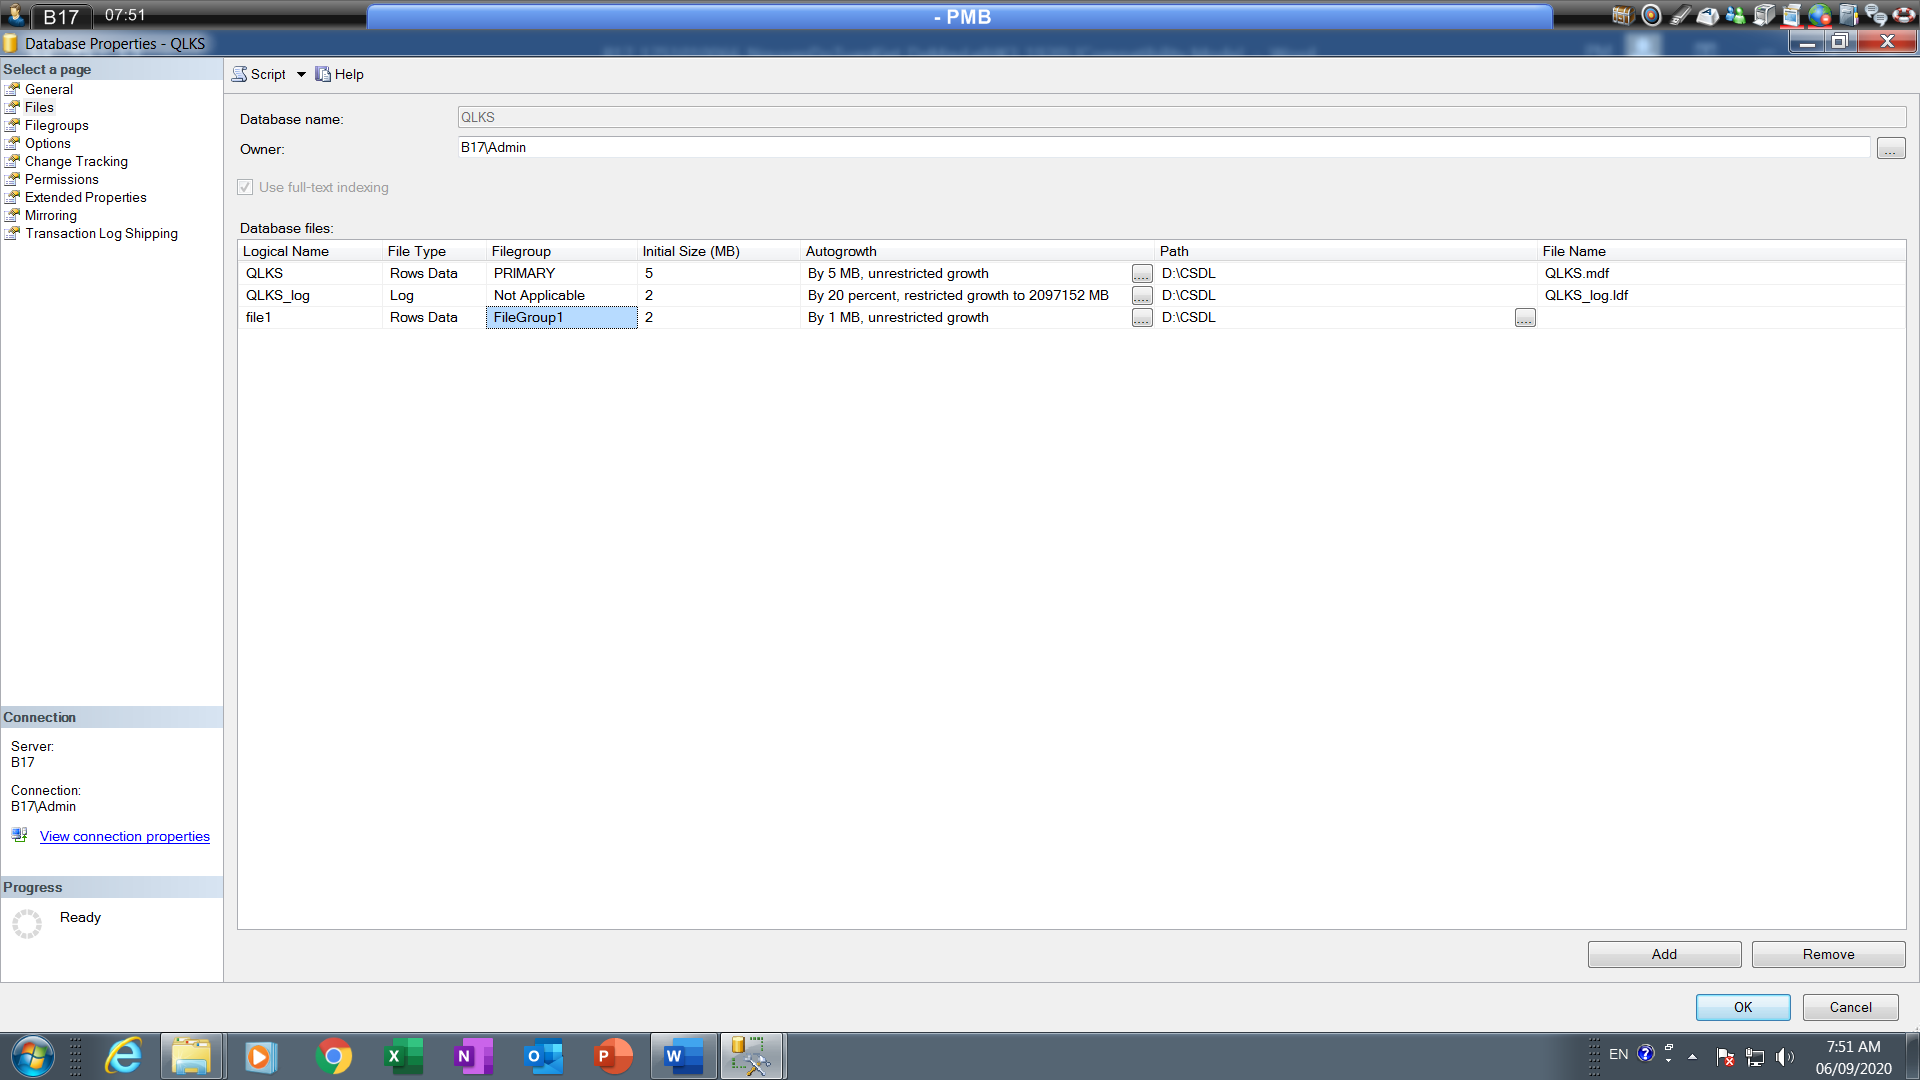 B17 07:51 - PMB
Database Properties - QLKS
Select a page
General
Files
Filegroups
Options
Change Tracking
Permissions
Extended Properties
Mirroring
Transaction Log Shipping
Connection
Server:
B17
Connection:
B17\Admin
View connection properties
Progress
Ready
Script Help
Database name: QLKS
Owner: B17\Admin ...
Use full-text indexing
Database files:
Logical Name File Type Filegroup Initial Size (MB) Autogrowth Path File Name
QLKS Rows Data PRIMARY 5 By 5 MB, unrestricted growth ... D:\CSDL QLKS.mdf
QLKS_log Log Not Applicable 2 By 20 percent, restricted growth to 2097152 MB ... D:\CSDL QLKS_log.ldf
file1 Rows Data FileGroup1 2 By 1 MB, unrestricted growth ... D:\CSDL ...
Add Remove
OK Cancel
EN 7:51 AM
06/09/2020